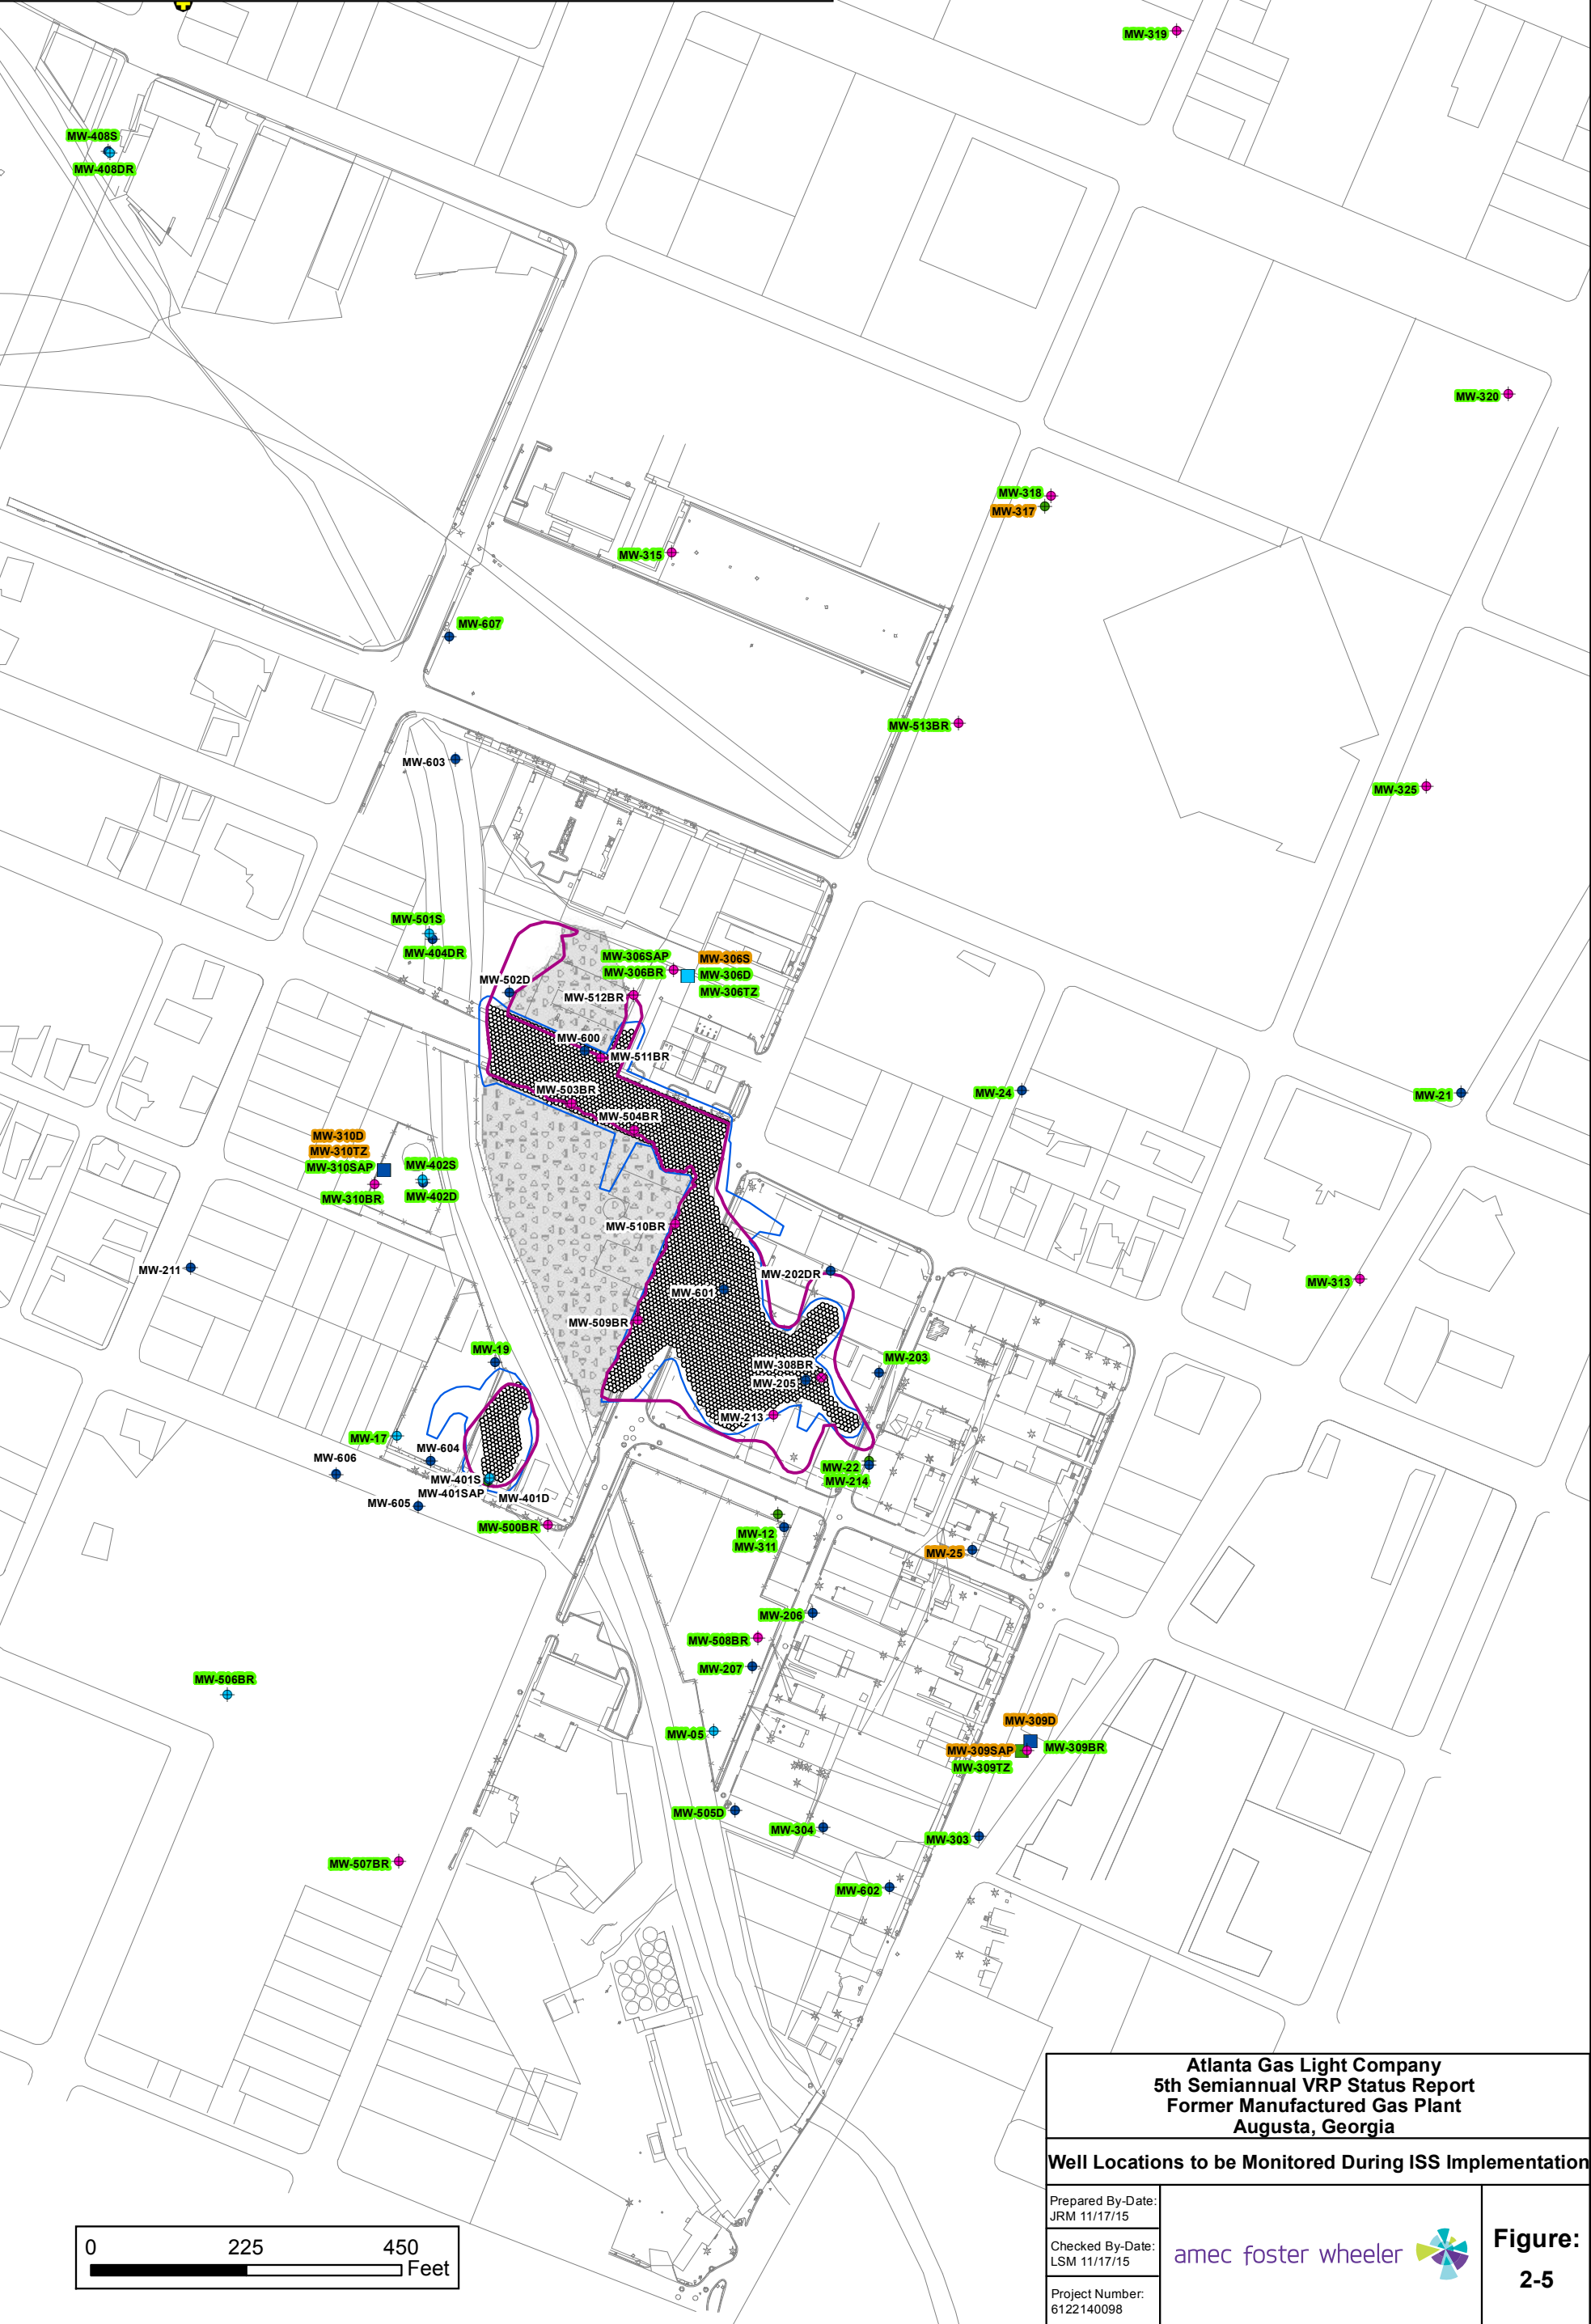 MW-319
MW-408S
MW-408DR
MW-320
MW-318
MW-317
MW-315
MW-607
MW-513BR
MW-603
MW-325
MW-501S
MW-404DR
MW-306SAP
MW-306S
MW-306BR
MW-306D
MW-306TZ
MW-502D
MW-512BR
MW-600
MW-511BR
MW-503BR
MW-504BR
MW-24
MW-21
MW-310D
MW-310TZ
MW-310SAP
MW-402S
MW-310BR
MW-402D
MW-510BR
MW-211
MW-202DR
MW-313
MW-601
MW-509BR
MW-19
MW-203
MW-308BR
MW-205
MW-213
MW-17
MW-604
MW-606
MW-22
MW-214
MW-401S
MW-401SAP
MW-401D
MW-605
MW-500BR
MW-12
MW-311
MW-25
MW-206
MW-508BR
MW-207
MW-506BR
MW-05
MW-309D
MW-309SAP
MW-309BR
MW-309TZ
MW-505D
MW-304
MW-303
MW-507BR
MW-602
Atlanta Gas Light Company
5th Semiannual VRP Status Report
Former Manufactured Gas Plant
Augusta, Georgia
Well Locations to be Monitored During ISS Implementation
Prepared By-Date:
JRM 11/17/15
Checked By-Date:
LSM 11/17/15
Project Number:
6122140098
amec foster wheeler
Figure:
2-5
0 225 450
Feet